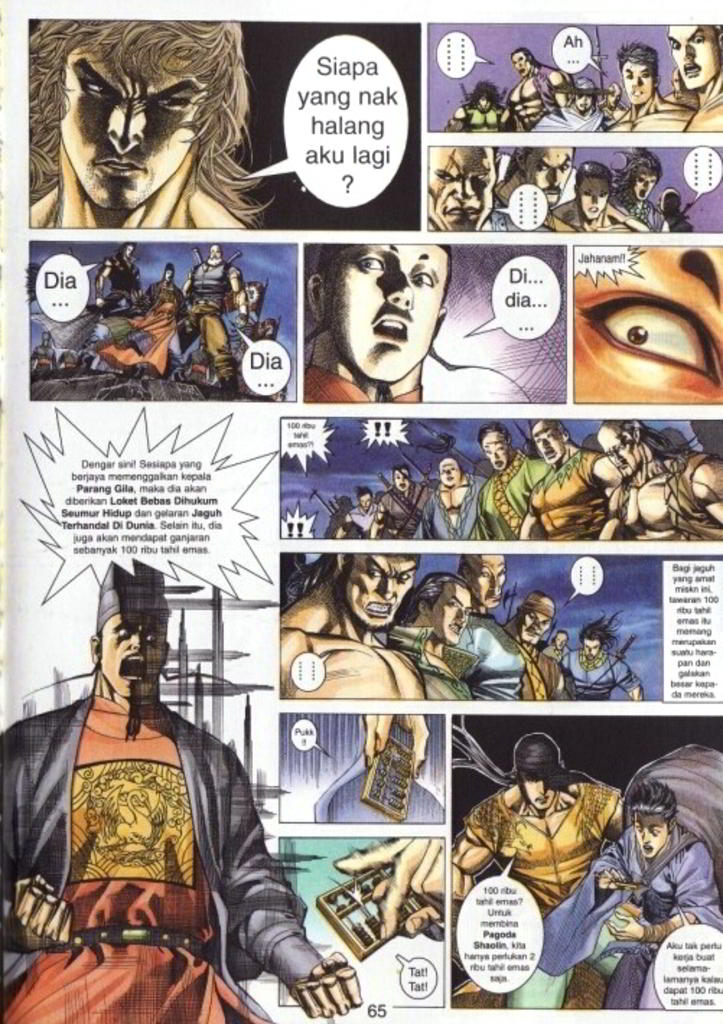 Siapa
yang nak
halang
aku lagi
?
Ah
...
Dia
...
Dia
...
Di...
dia...
...
Jahanam!!
Dengar sini! Sesiapa yang
berjaya memenggalkan kepala
Parang Gila, maka dia akan
diberikan Loket Bebas Dihukum
Seumur Hidup dan gelaran Jaguh
Terhandal Di Dunia. Selain itu, dia
juga akan mendapat ganjaran
sebanyak 100 ribu tahil emas.
100 ribu
tahil
emas?!
!!
!!
Bagi jaguh
yang amat
miskn ini,
tawaran 100
ribu tahil
emas itu
memang
merupakan
suatu hara-
pan dan
galakan
besar kepa-
da mereka.
Pukk
!!
Tat!
Tat!
100 ribu
tahil emas?
Untuk
membina
Pagoda
Shaolin, kita
hanya perlukan 2
ribu tahil emas
saja.
Aku tak perlu
kerja buat
selama-
lamanya kalau
dapat 100 ribu
tahil emas.
65